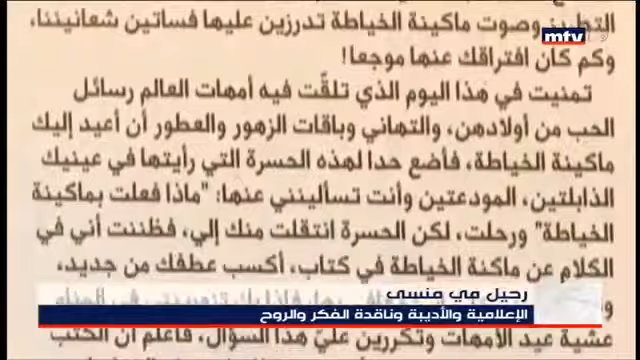 التطريز وصوت ماكينة الخياطة تدرزين عليها فساتين شعانيننا،
mtv
وكم كان افتراقك عنها موجعا!
تمنيت في هذا اليوم الذي تلقّت فيه أمهات العالم رسائل
الحب من أولادهن، والتهاني وباقات الزهور والعطور أن أعيد إليك
ماكينة الخياطة، فأضع حدا لهذه الحسرة التي رأيتها في عينيك
الذابلتين، المودعتين وأنت تسألينني عنها: "ماذا فعلت بماكينة
الخياطة" ورحلت، لكن الحسرة انتقلت منك إلي، فظننت أني في
الكلام عن ماكنة الخياطة في كتاب، أكسب عطفك من جديد،
رحيل مي منسى
الإعلامية والأديبة وناقدة الفكر والروح
عشية عيد الأمهات وتكررين عليّ هذا السؤال، فاعلم ان الكتب